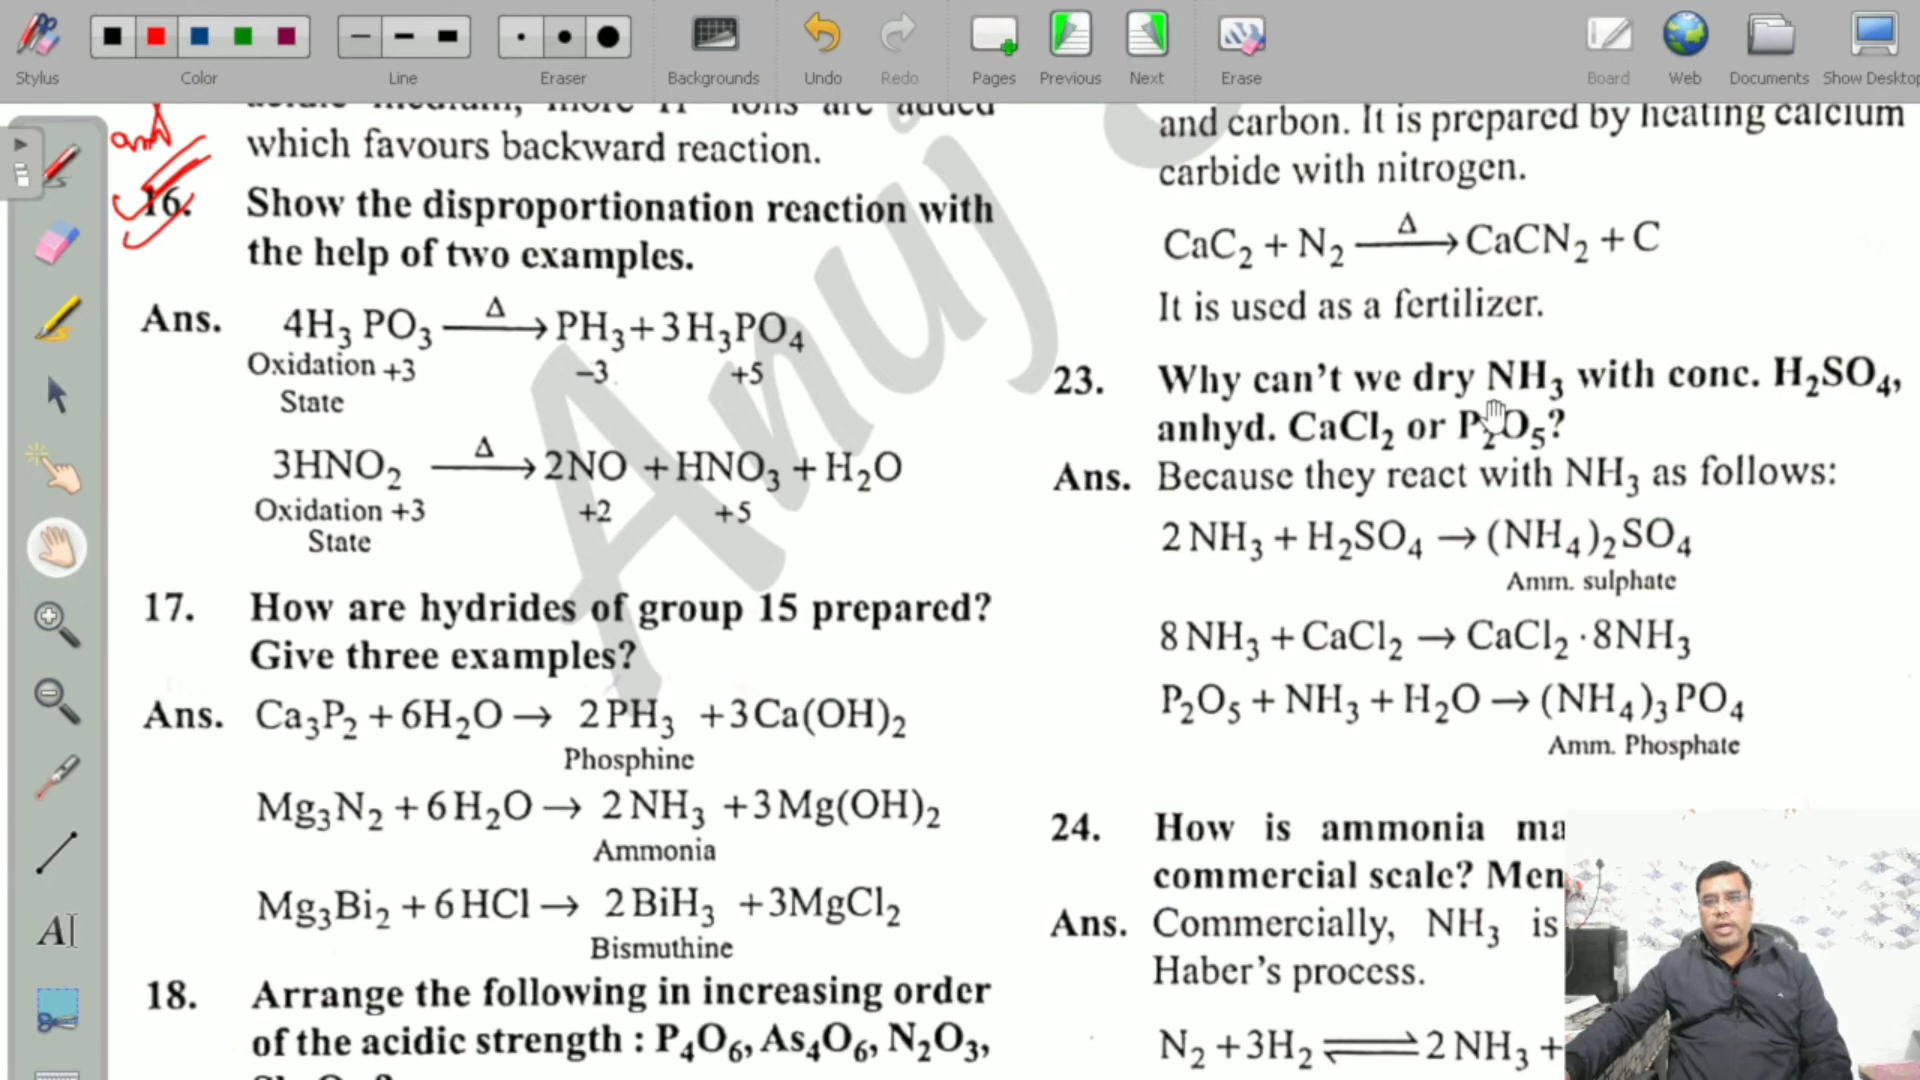 Stylus
Color
Line
Eraser
Backgrounds
Undo
Redo
Pages
Previous
Next
Erase
Board
Web
Documents
Show Desktop
and
acidic medium, more H⁺ ions are added
which favours backward reaction.
16. Show the disproportionation reaction with
the help of two examples.
Ans. 4H₃PO₃ —Δ→ PH₃+3H₃PO₄
Oxidation +3 –3 +5
State
3HNO₂ —Δ→ 2NO +HNO₃+H₂O
Oxidation +3 +2 +5
State
17. How are hydrides of group 15 prepared?
Give three examples?
Ans. Ca₃P₂+6H₂O→ 2PH₃ +3Ca(OH)₂
Phosphine
Mg₃N₂+6H₂O→ 2NH₃ +3Mg(OH)₂
Ammonia
Mg₃Bi₂+6HCl→ 2BiH₃ +3MgCl₂
Bismuthine
18. Arrange the following in increasing order
of the acidic strength : P₄O₆, As₄O₆, N₂O₃,
and carbon. It is prepared by heating calcium
carbide with nitrogen.
CaC₂+N₂ —Δ→ CaCN₂+C
It is used as a fertilizer.
23. Why can't we dry NH₃ with conc. H₂SO₄,
anhyd. CaCl₂ or P₂O₅?
Ans. Because they react with NH₃ as follows:
2NH₃+H₂SO₄→(NH₄)₂SO₄
Amm. sulphate
8NH₃+CaCl₂→CaCl₂·8NH₃
P₂O₅+NH₃+H₂O→(NH₄)₃PO₄
Amm. Phosphate
24. How is ammonia ma
commercial scale? Men
Ans. Commercially, NH₃ is
Haber's process.
N₂+3H₂⇌2NH₃+
Anuj
AI